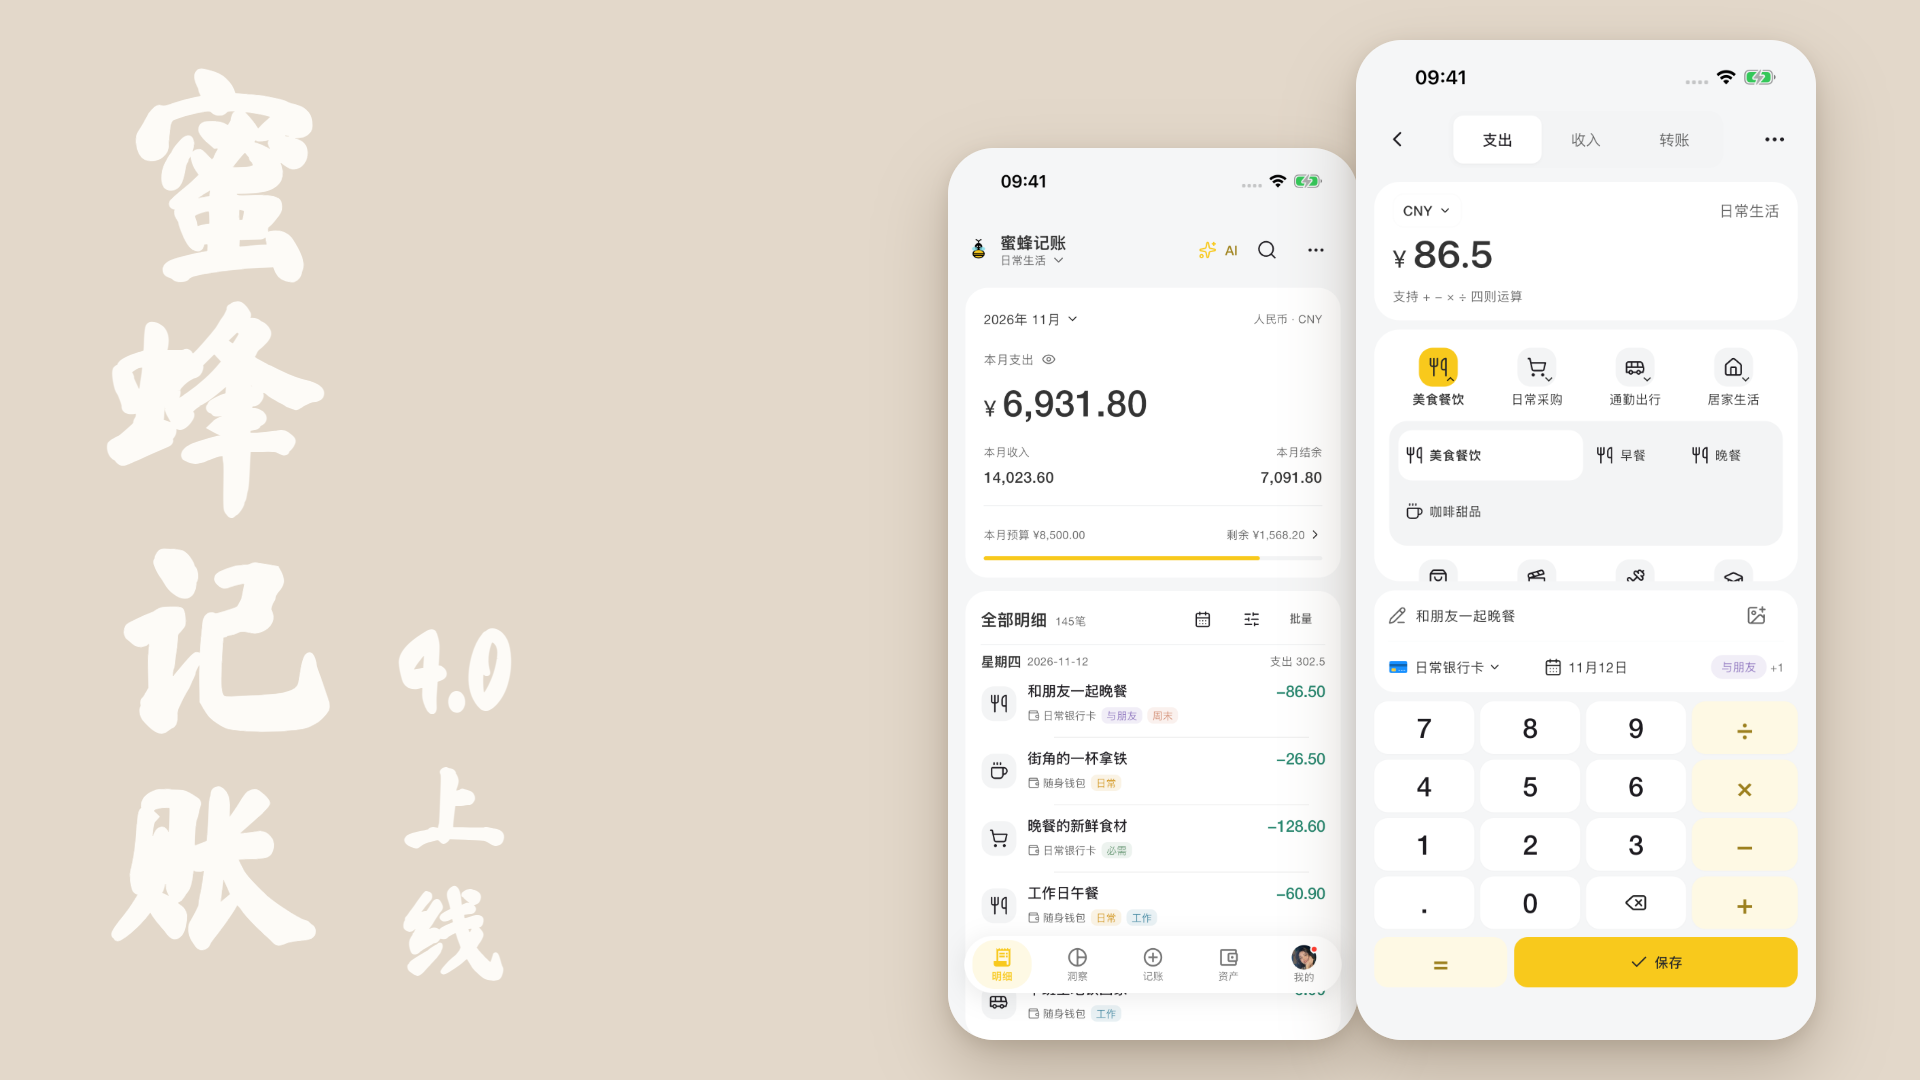 蜜蜂记账
4.0上线
09:41
蜜蜂记账
日常生活
AI
2026年 11月
人民币 · CNY
本月支出
¥ 6,931.80
本月收入
本月结余
14,023.60
7,091.80
本月预算 ¥8,500.00
剩余 ¥1,568.20
全部明细 145笔
批量
星期四 2026-11-12
支出 302.5
和朋友一起晚餐
−86.50
日常银行卡 与朋友 周末
街角的一杯拿铁
−26.50
随身钱包 日常
晚餐的新鲜食材
−128.60
日常银行卡 必需
工作日午餐
−60.90
随身钱包 日常 工作
明细 洞察 记账 资产 我的
随身钱包 工作
09:41
支出 收入 转账
CNY
日常生活
¥ 86.5
支持 + − × ÷ 四则运算
美食餐饮 日常采购 通勤出行 居家生活
美食餐饮 早餐 晚餐
咖啡甜品
和朋友一起晚餐
日常银行卡 11月12日 与朋友 +1
7 8 9 ÷
4 5 6 ×
1 2 3 −
. 0 +
= 保存